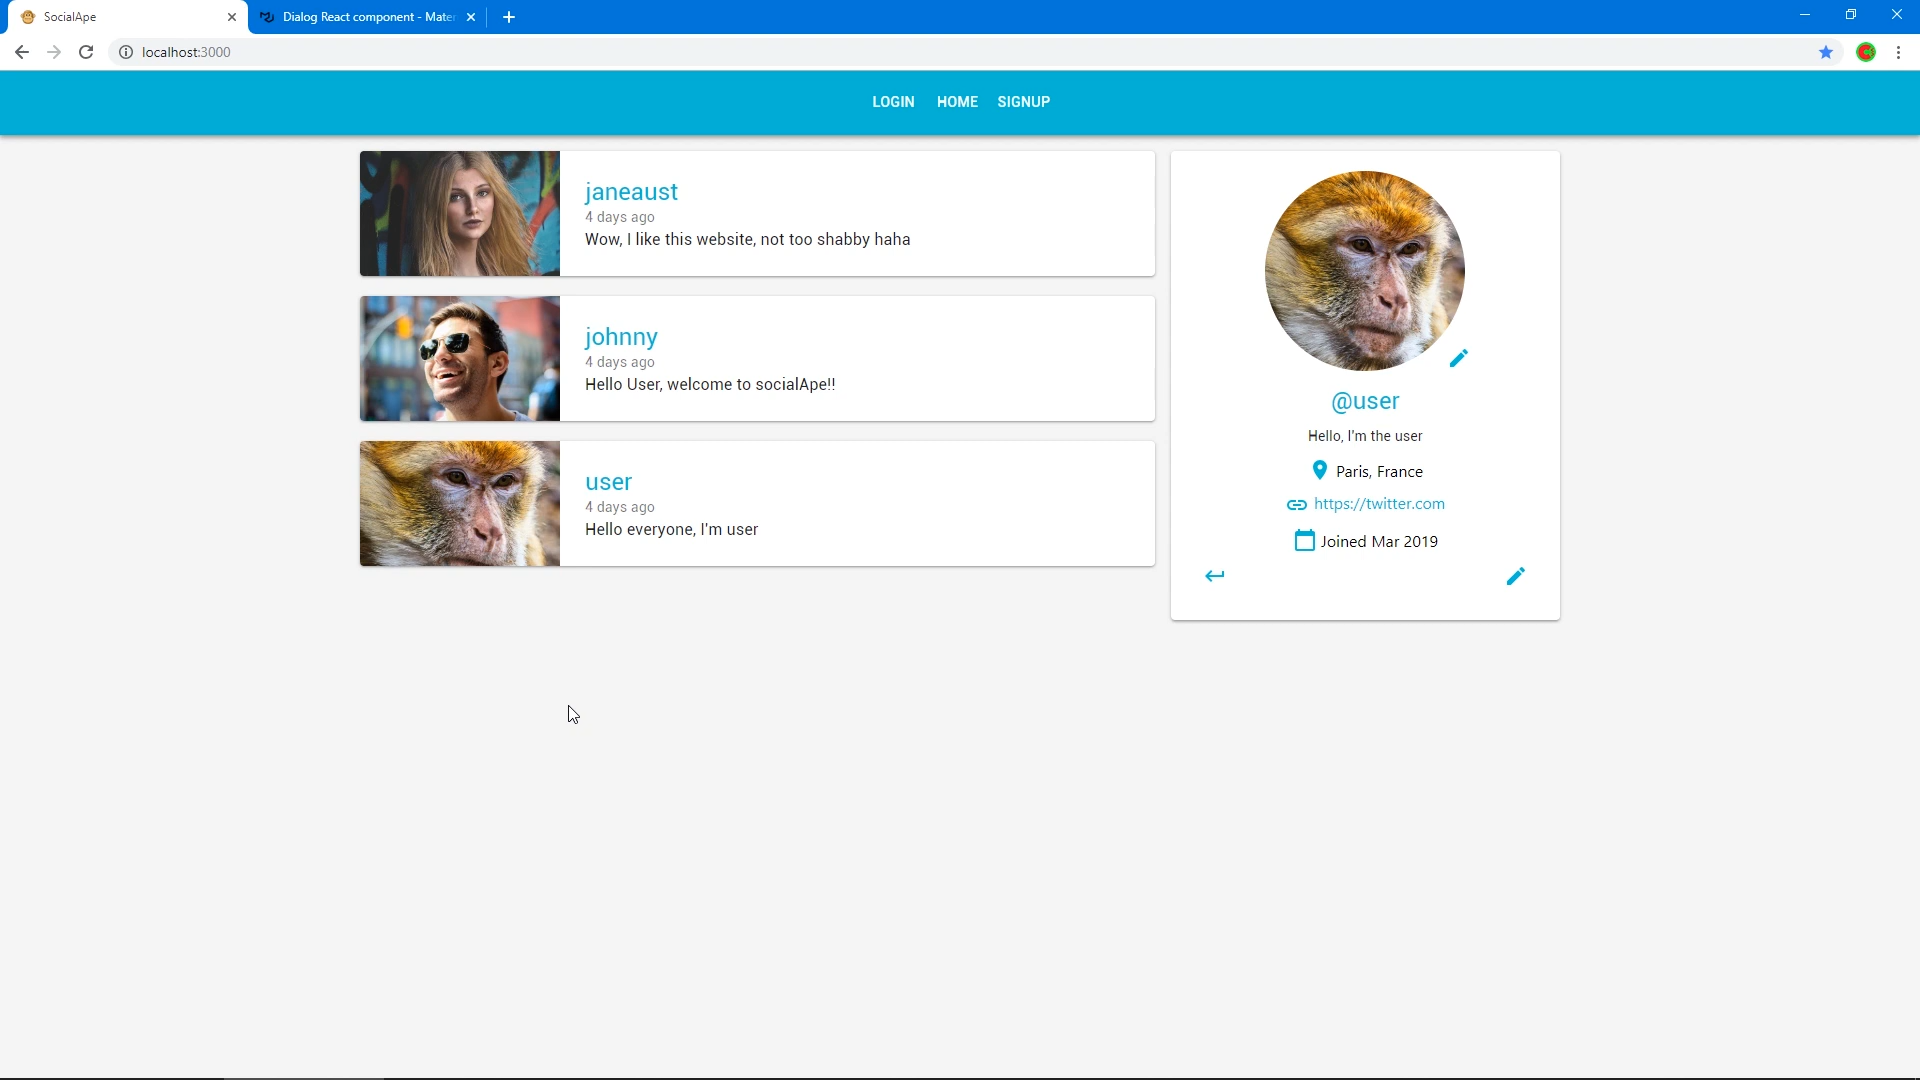 SocialApe
Dialog React component - Mater
localhost:3000
LOGIN HOME SIGNUP
janeaust
4 days ago
Wow, I like this website, not too shabby haha
johnny
4 days ago
Hello User, welcome to socialApe!!
user
4 days ago
Hello everyone, I'm user
@user
Hello, I'm the user
Paris, France
https://twitter.com
Joined Mar 2019